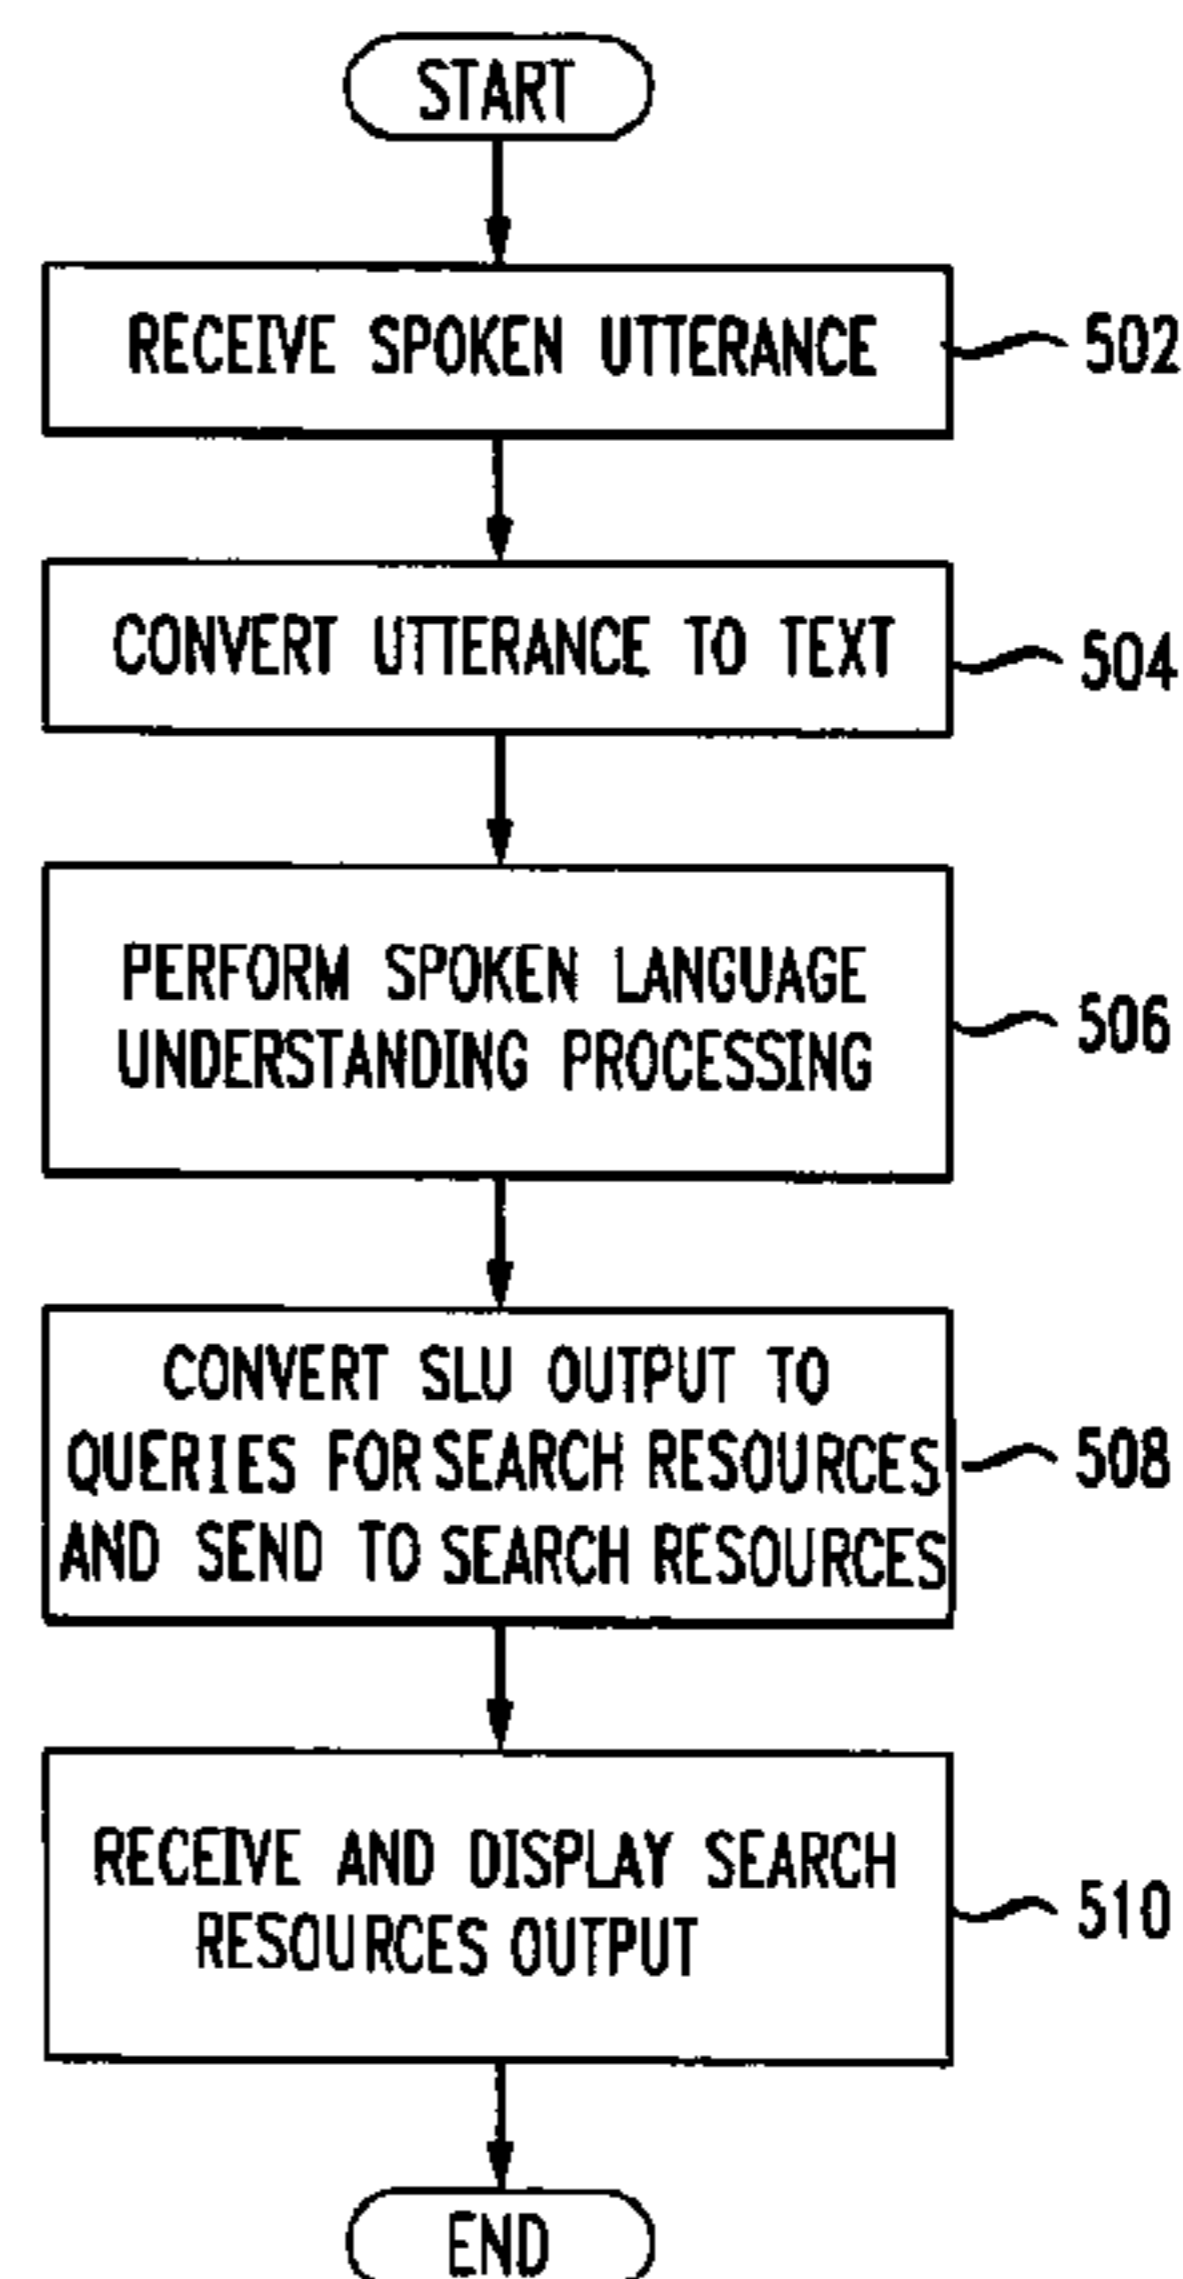 START
RECEIVE SPOKEN UTTERANCE
502
CONVERT UTTERANCE TO TEXT
504
PERFORM SPOKEN LANGUAGE
UNDERSTANDING PROCESSING
506
CONVERT SLU OUTPUT TO
QUERIES FOR SEARCH RESOURCES
AND SEND TO SEARCH RESOURCES
508
RECEIVE AND DISPLAY SEARCH
RESOURCES OUTPUT
510
END